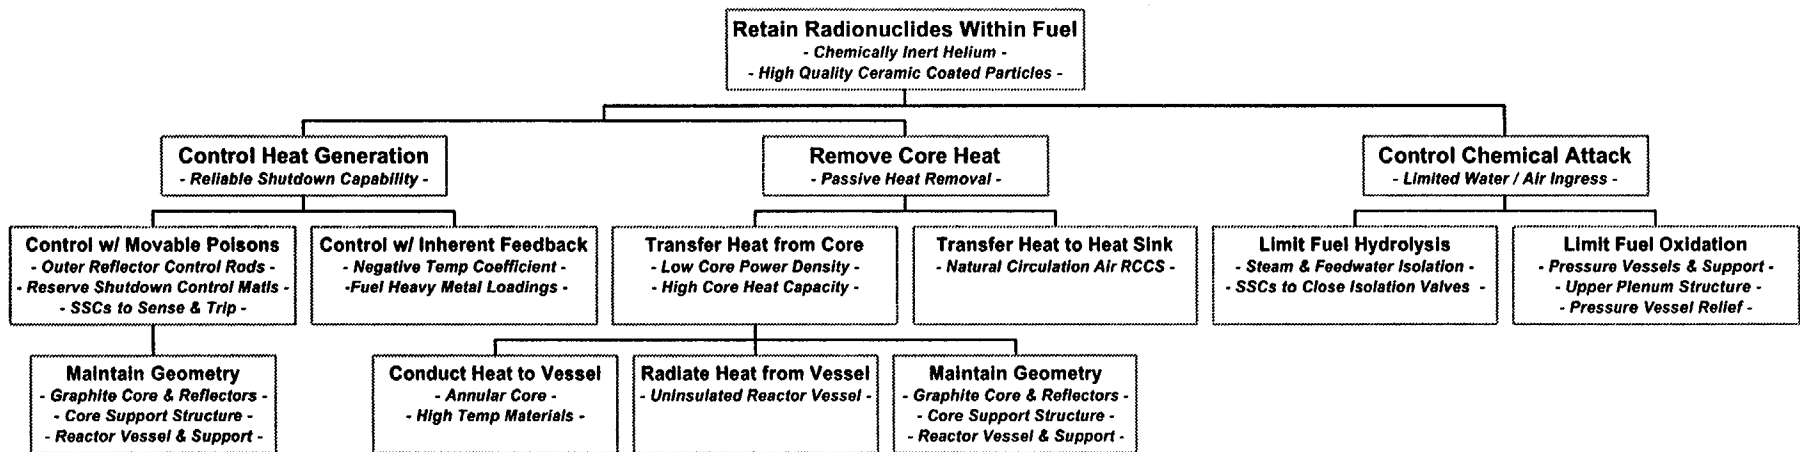 Retain Radionuclides Within Fuel
- Chemically Inert Helium -
- High Quality Ceramic Coated Particles -
Control Heat Generation
- Reliable Shutdown Capability -
Remove Core Heat
- Passive Heat Removal -
Control Chemical Attack
- Limited Water / Air Ingress -
Control w/ Movable Poisons
- Outer Reflector Control Rods -
- Reserve Shutdown Control Matls -
- SSCs to Sense & Trip -
Control w/ Inherent Feedback
- Negative Temp Coefficient -
-Fuel Heavy Metal Loadings -
Transfer Heat from Core
- Low Core Power Density -
- High Core Heat Capacity -
Transfer Heat to Heat Sink
- Natural Circulation Air RCCS -
Limit Fuel Hydrolysis
- Steam & Feedwater Isolation -
- SSCs to Close Isolation Valves -
Limit Fuel Oxidation
- Pressure Vessels & Support -
- Upper Plenum Structure -
- Pressure Vessel Relief -
Maintain Geometry
- Graphite Core & Reflectors -
- Core Support Structure -
- Reactor Vessel & Support -
Conduct Heat to Vessel
- Annular Core -
- High Temp Materials -
Radiate Heat from Vessel
- Uninsulated Reactor Vessel -
Maintain Geometry
- Graphite Core & Reflectors -
- Core Support Structure -
- Reactor Vessel & Support -